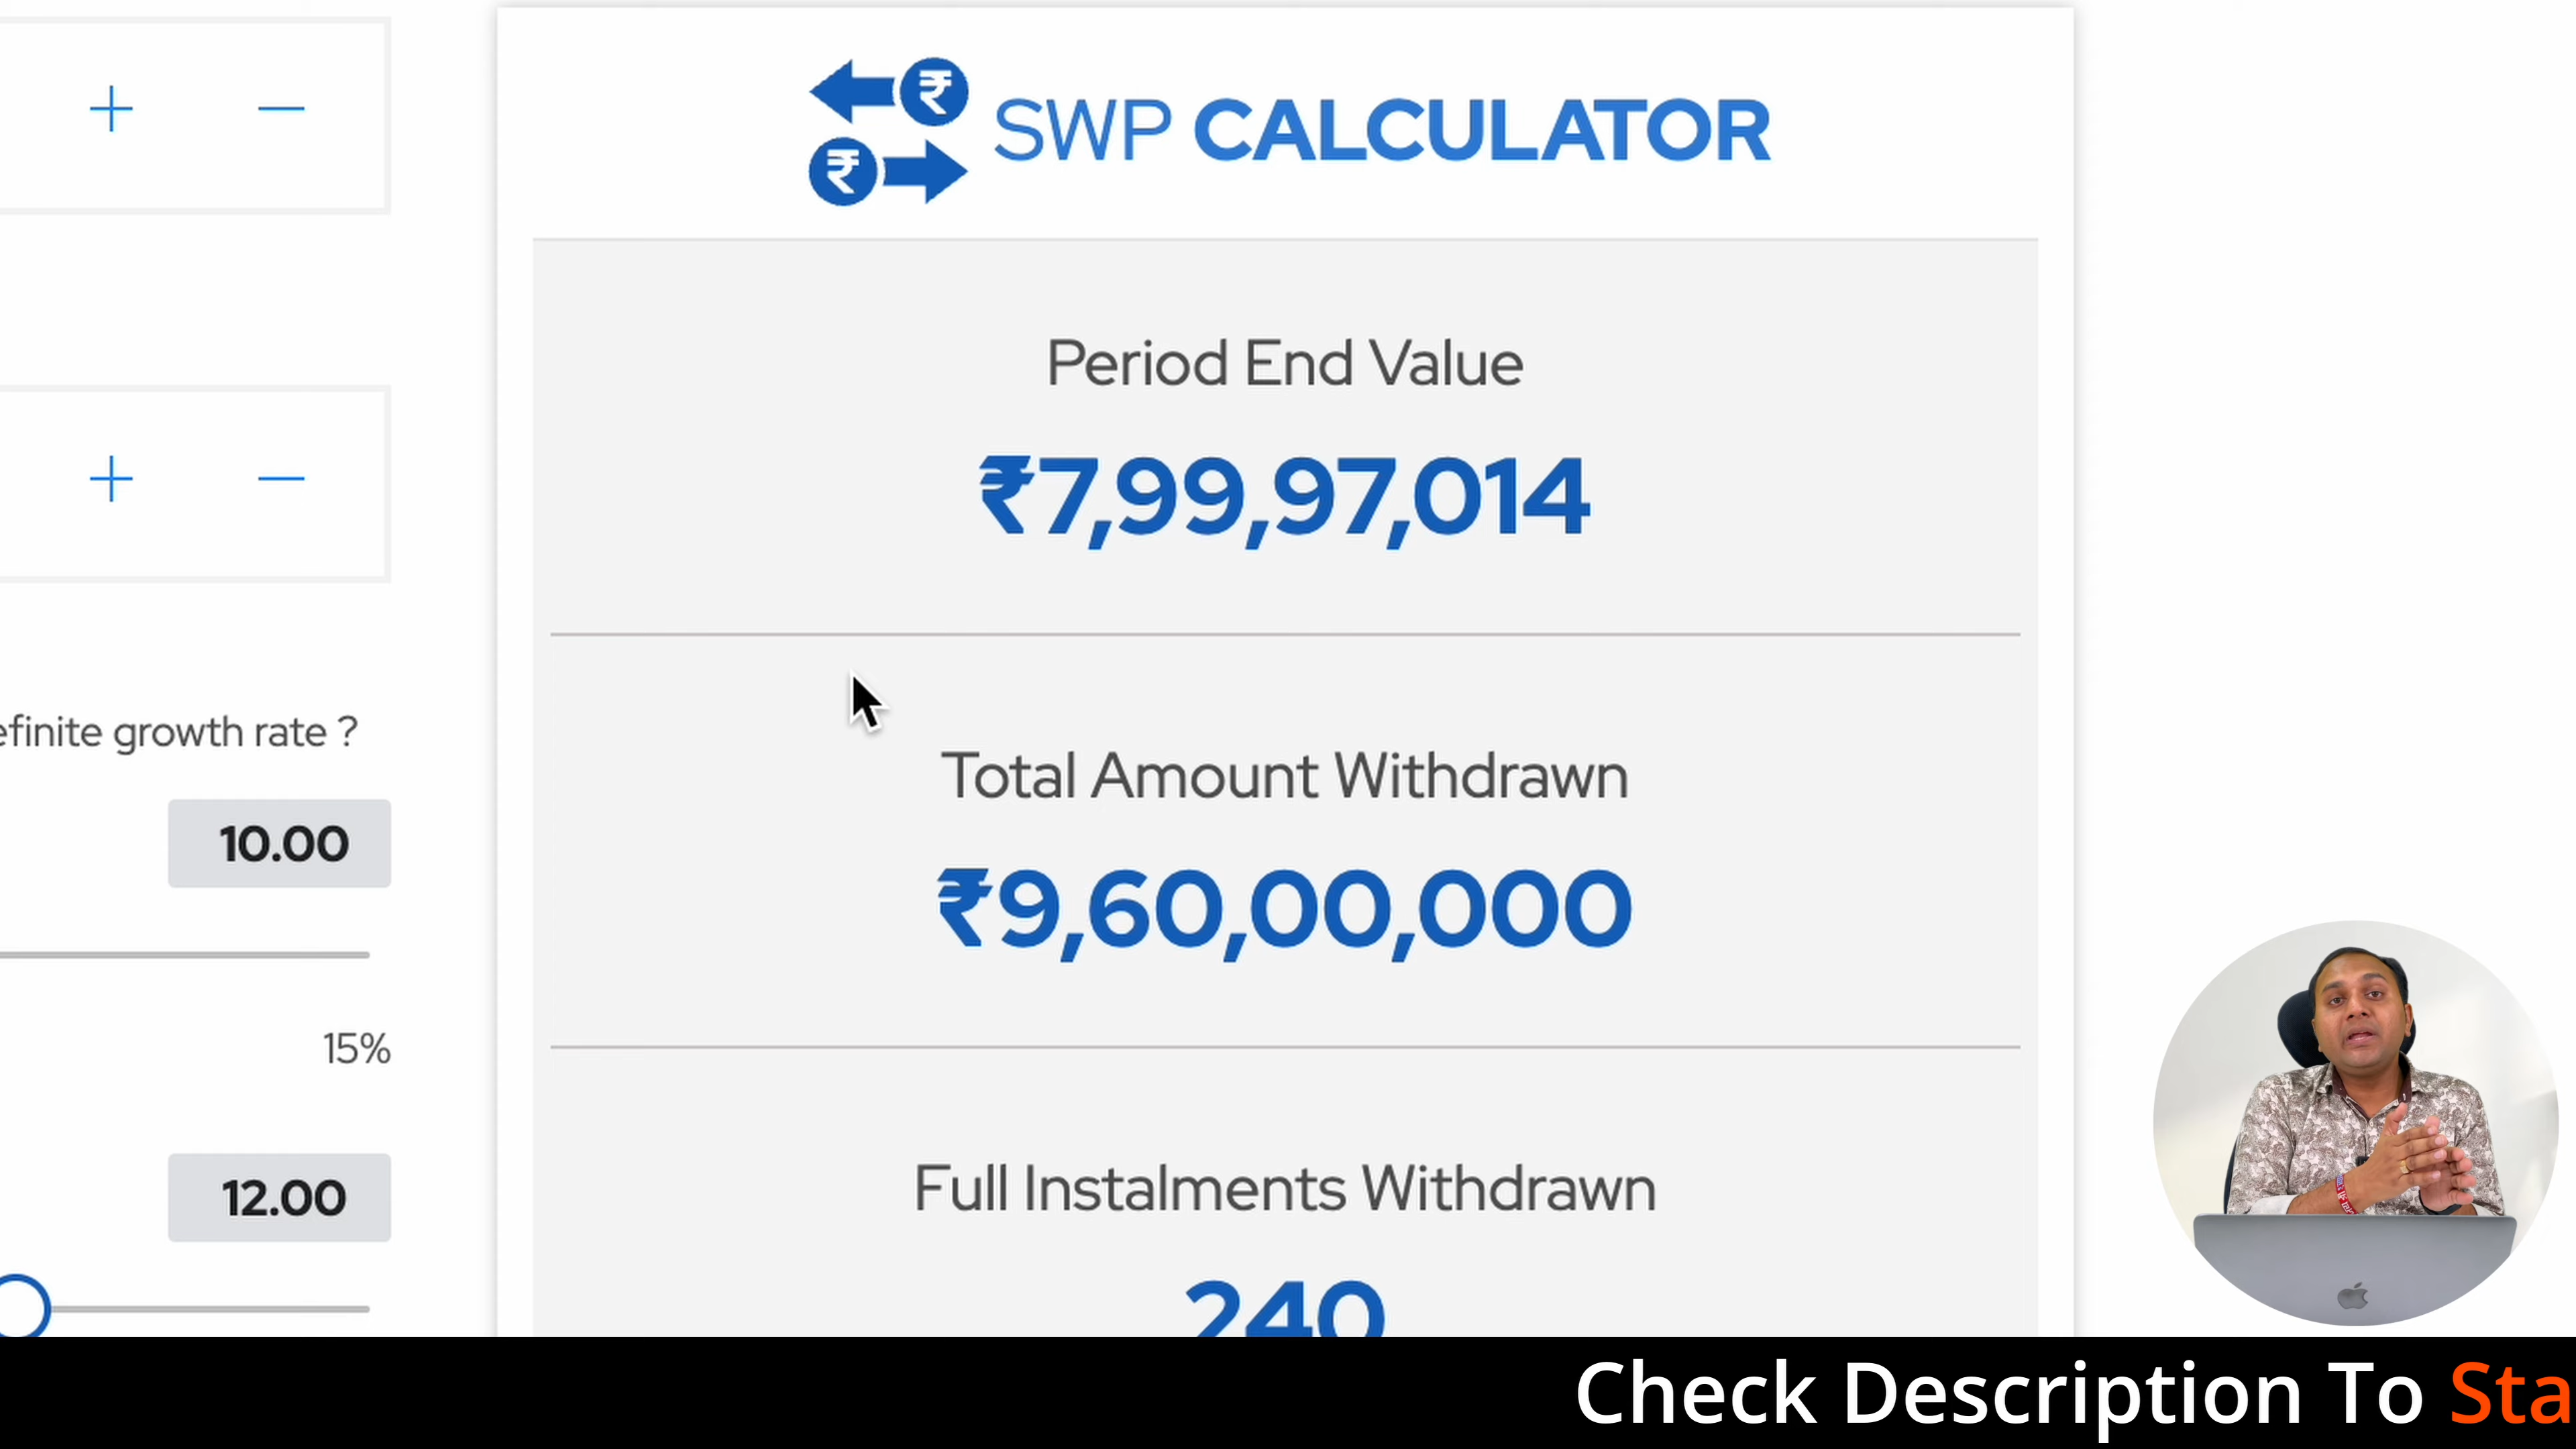 SWP CALCULATOR
Period End Value
₹7,99,97,014
efinite growth rate ?
Total Amount Withdrawn
10.00
₹9,60,00,000
15%
12.00
Full Instalments Withdrawn
240
Check Description To Sta